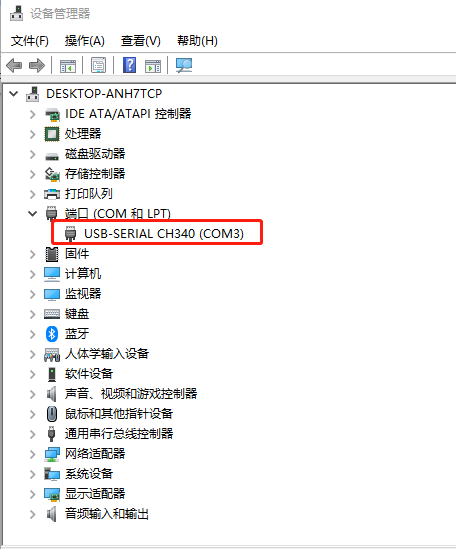 设备管理器
文件(F) 操作(A) 查看(V) 帮助(H)
DESKTOP-ANH7TCP
IDE ATA/ATAPI 控制器
处理器
磁盘驱动器
存储控制器
打印队列
端口 (COM 和 LPT)
USB-SERIAL CH340 (COM3)
固件
计算机
监视器
键盘
蓝牙
人体学输入设备
软件设备
声音、视频和游戏控制器
鼠标和其他指针设备
通用串行总线控制器
网络适配器
系统设备
显示适配器
音频输入和输出